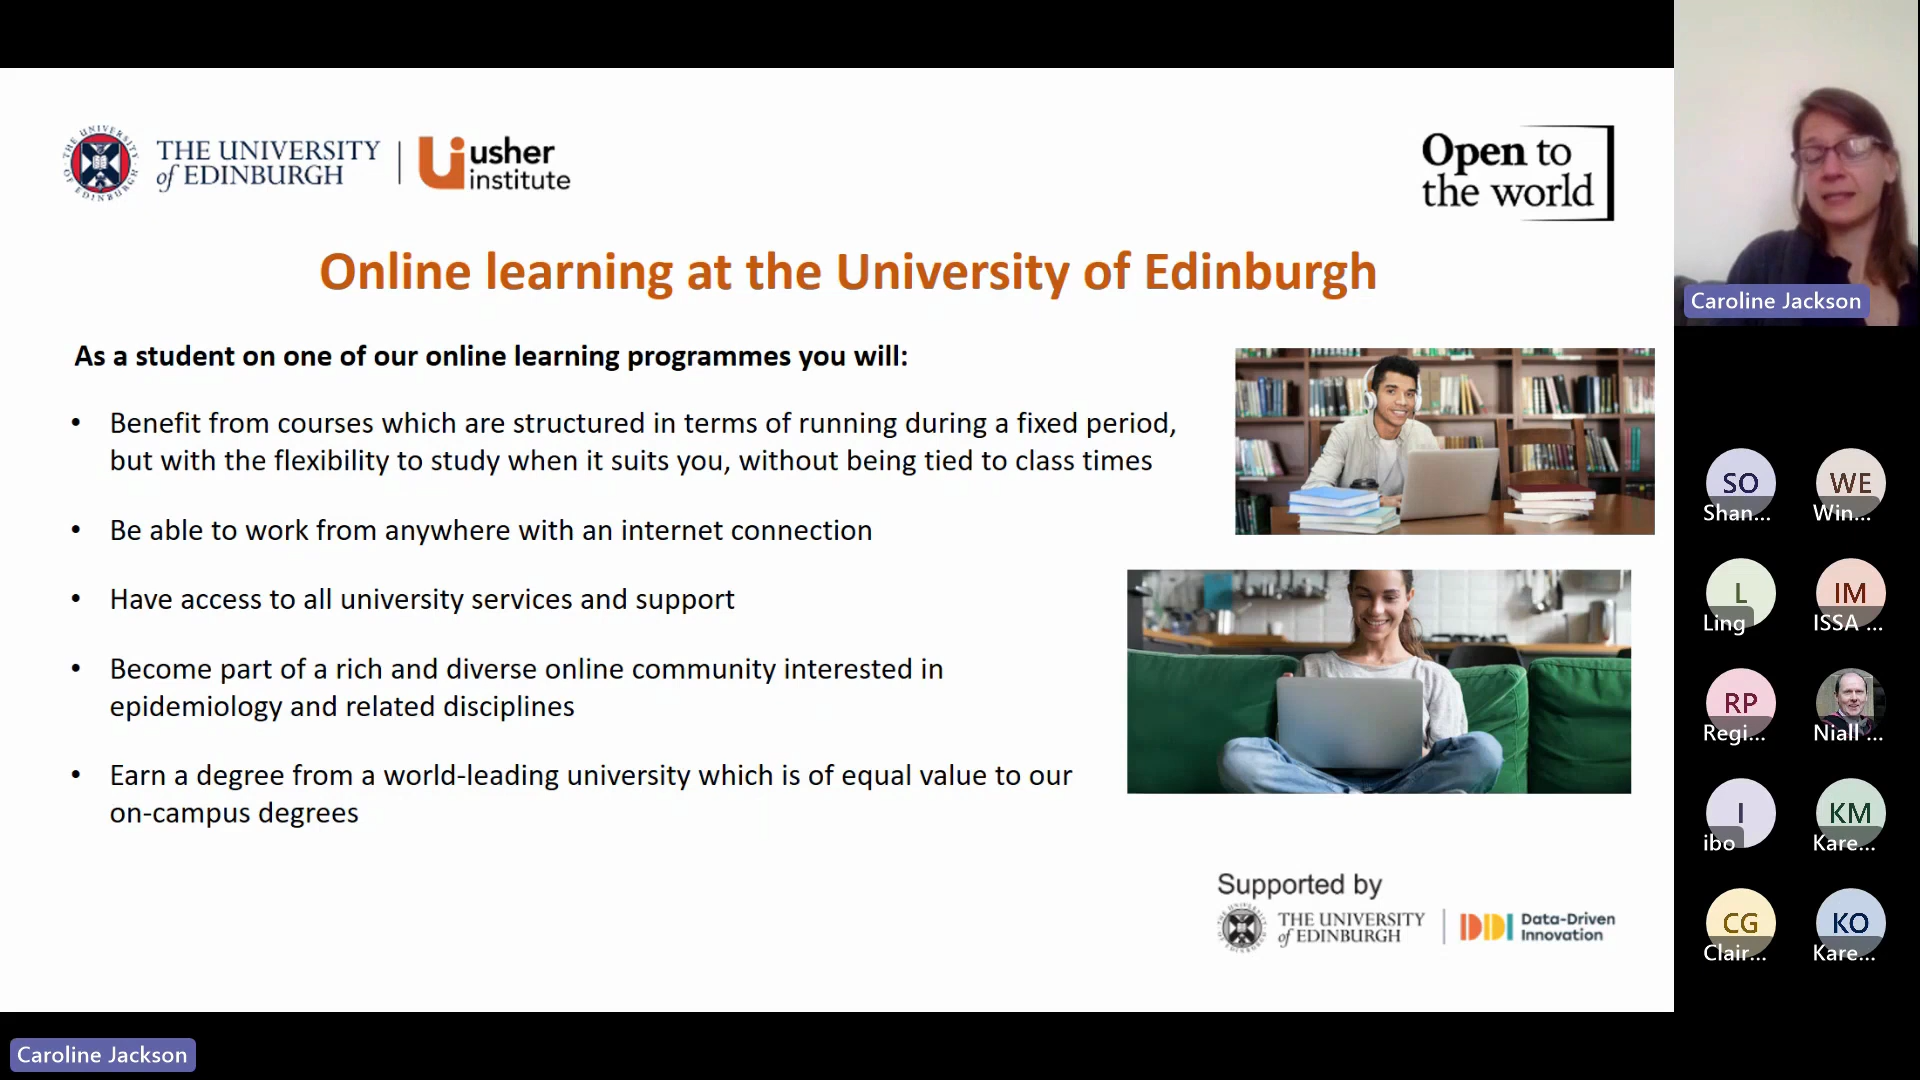 THE UNIVERSITY
of EDINBURGH
usher
institute
Open to
the world
Online learning at the University of Edinburgh
As a student on one of our online learning programmes you will:
• Benefit from courses which are structured in terms of running during a fixed period,
but with the flexibility to study when it suits you, without being tied to class times
• Be able to work from anywhere with an internet connection
• Have access to all university services and support
• Become part of a rich and diverse online community interested in
epidemiology and related disciplines
• Earn a degree from a world-leading university which is of equal value to our
on-campus degrees
Supported by
THE UNIVERSITY
of EDINBURGH
DDI Data-Driven
Innovation
Caroline Jackson
Caroline Jackson
SO WE
Shan... Win...
L IM
Ling ISSA ...
RP
Regi... Niall ...
I KM
ibo Kare...
CG KO
Clair... Kare...